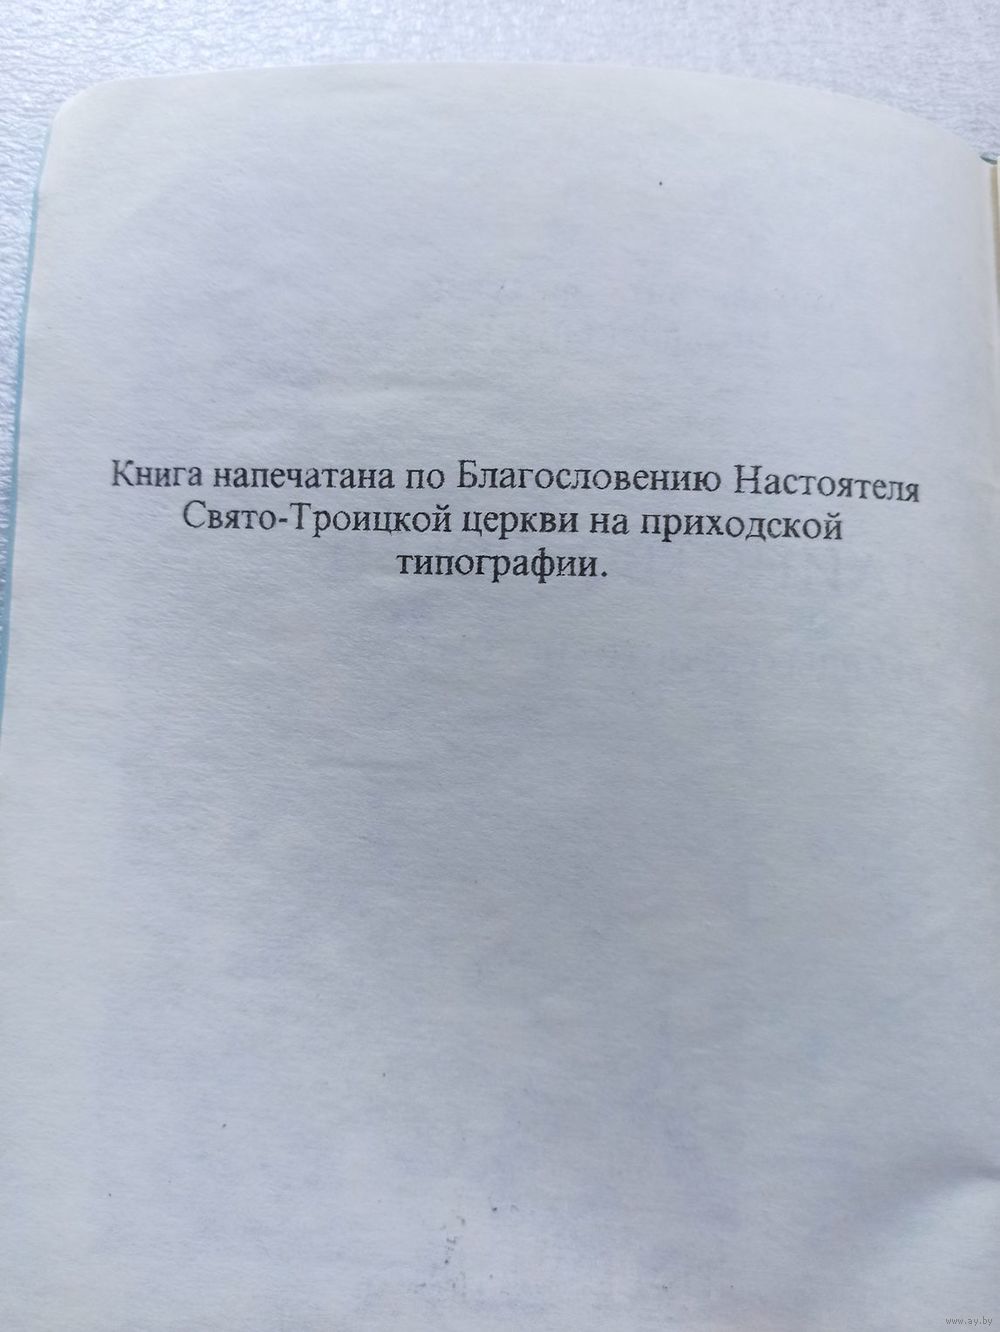 Книга напечатана по Благословению Настоятеля
Свято-Троицкой церкви на приходской
типографии.
www.ay.by